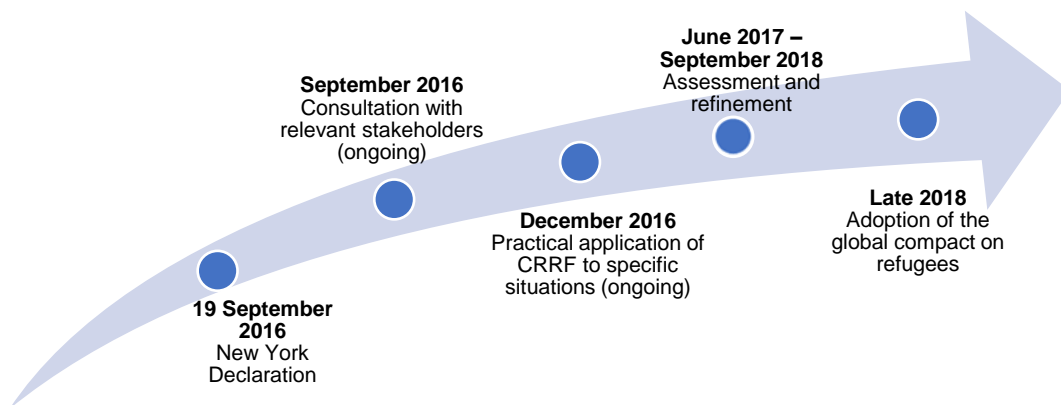 19 September
2016
New York
Declaration
September 2016
Consultation with
relevant stakeholders
(ongoing)
December 2016
Practical application of
CRRF to specific
situations (ongoing)
June 2017 –
September 2018
Assessment and
refinement
Late 2018
Adoption of the
global compact on
refugees